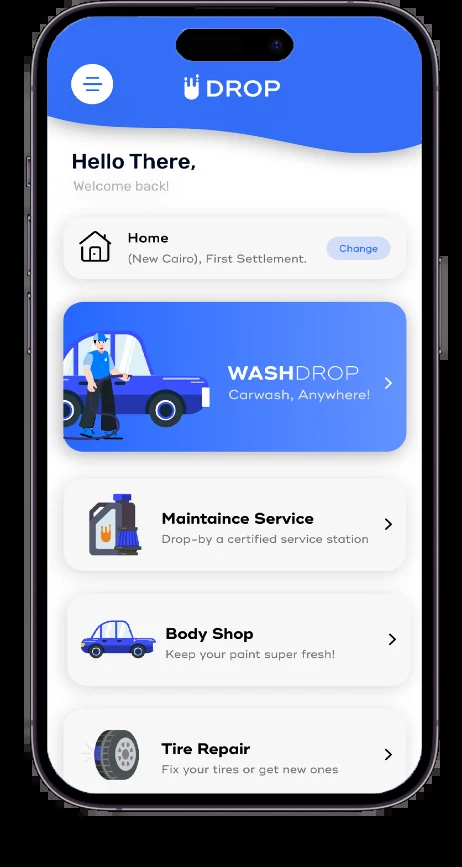 DROP
Hello There,
Welcome back!
Home
(New Cairo), First Settlement.
Change
WASHDROP
Carwash, Anywhere!
Maintaince Service
Drop-by a certified service station
Body Shop
Keep your paint super fresh!
Tire Repair
Fix your tires or get new ones